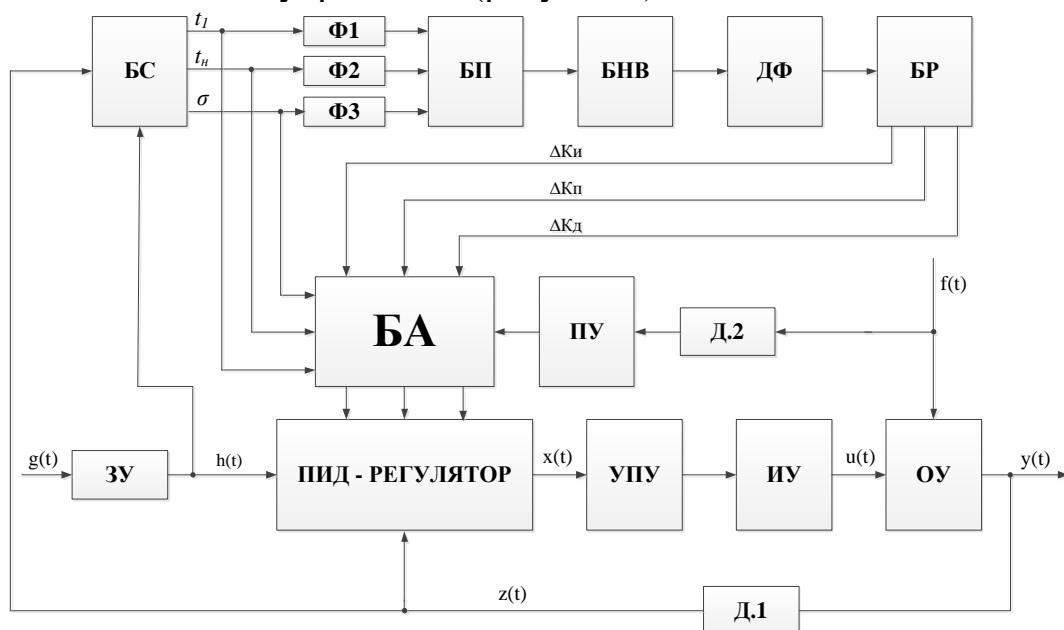 t₁
Ф1
БС
tн
Ф2
БП
БНВ
ДФ
БР
σ
Ф3
ΔКи
ΔКп
ΔКд
f(t)
БА
ПУ
Д.2
g(t)
ЗУ
h(t)
ПИД - РЕГУЛЯТОР
x(t)
УПУ
ИУ
u(t)
ОУ
y(t)
z(t)
Д.1